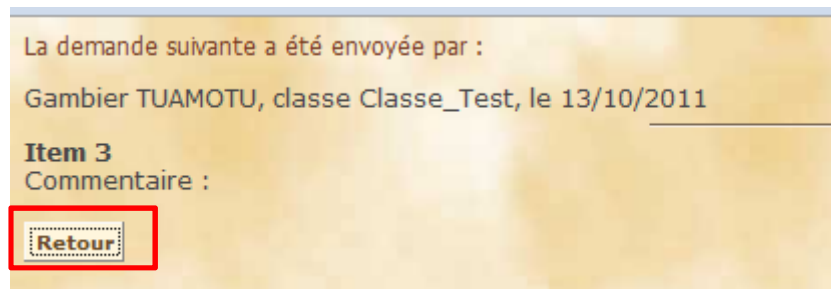 La demande suivante a été envoyée par :
Gambier TUAMOTU, classe Classe_Test, le 13/10/2011
Item 3
Commentaire :
Retour